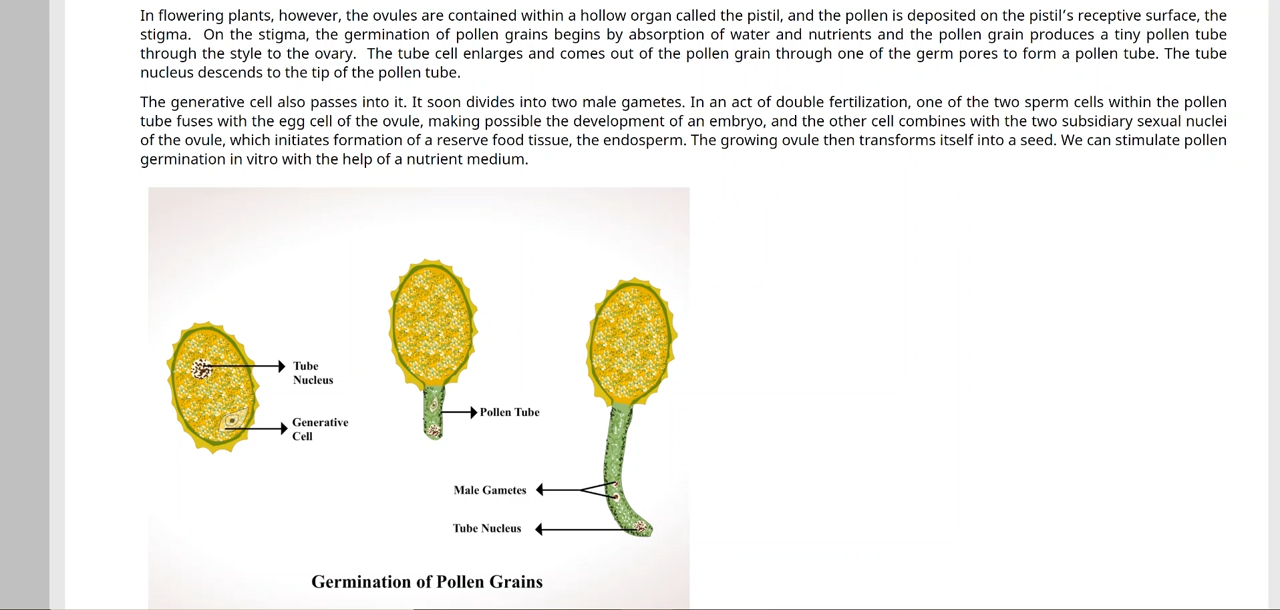 In flowering plants, however, the ovules are contained within a hollow organ called the pistil, and the pollen is deposited on the pistil’s receptive surface, the
stigma.  On the stigma, the germination of pollen grains begins by absorption of water and nutrients and the pollen grain produces a tiny pollen tube
through the style to the ovary.  The tube cell enlarges and comes out of the pollen grain through one of the germ pores to form a pollen tube. The tube
nucleus descends to the tip of the pollen tube.
The generative cell also passes into it. It soon divides into two male gametes. In an act of double fertilization, one of the two sperm cells within the pollen
tube fuses with the egg cell of the ovule, making possible the development of an embryo, and the other cell combines with the two subsidiary sexual nuclei
of the ovule, which initiates formation of a reserve food tissue, the endosperm. The growing ovule then transforms itself into a seed. We can stimulate pollen
germination in vitro with the help of a nutrient medium.
Tube
Nucleus
Generative
Cell
Pollen Tube
Male Gametes
Tube Nucleus
Germination of Pollen Grains